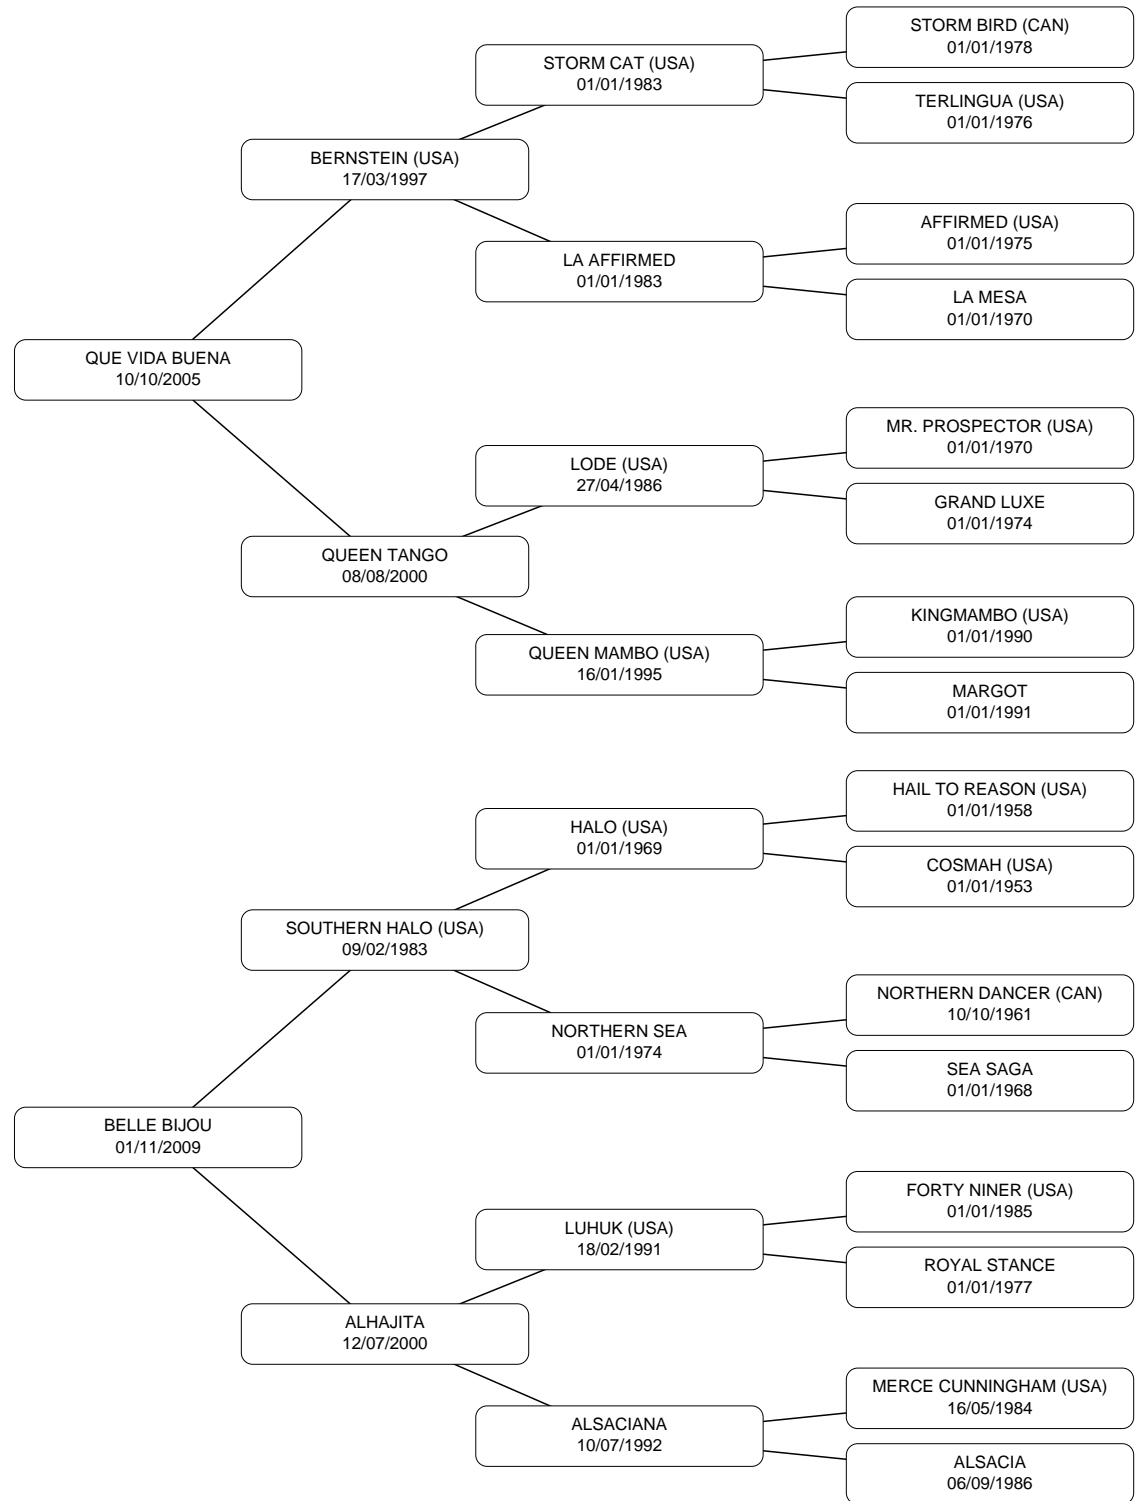 STORM BIRD (CAN)
01/01/1978
STORM CAT (USA)
01/01/1983
TERLINGUA (USA)
01/01/1976
BERNSTEIN (USA)
17/03/1997
AFFIRMED (USA)
01/01/1975
LA AFFIRMED
01/01/1983
LA MESA
01/01/1970
QUE VIDA BUENA
10/10/2005
MR. PROSPECTOR (USA)
01/01/1970
LODE (USA)
27/04/1986
GRAND LUXE
01/01/1974
QUEEN TANGO
08/08/2000
KINGMAMBO (USA)
01/01/1990
QUEEN MAMBO (USA)
16/01/1995
MARGOT
01/01/1991
HAIL TO REASON (USA)
01/01/1958
HALO (USA)
01/01/1969
COSMAH (USA)
01/01/1953
SOUTHERN HALO (USA)
09/02/1983
NORTHERN DANCER (CAN)
10/10/1961
NORTHERN SEA
01/01/1974
SEA SAGA
01/01/1968
BELLE BIJOU
01/11/2009
FORTY NINER (USA)
01/01/1985
LUHUK (USA)
18/02/1991
ROYAL STANCE
01/01/1977
ALHAJITA
12/07/2000
MERCE CUNNINGHAM (USA)
16/05/1984
ALSACIANA
10/07/1992
ALSACIA
06/09/1986